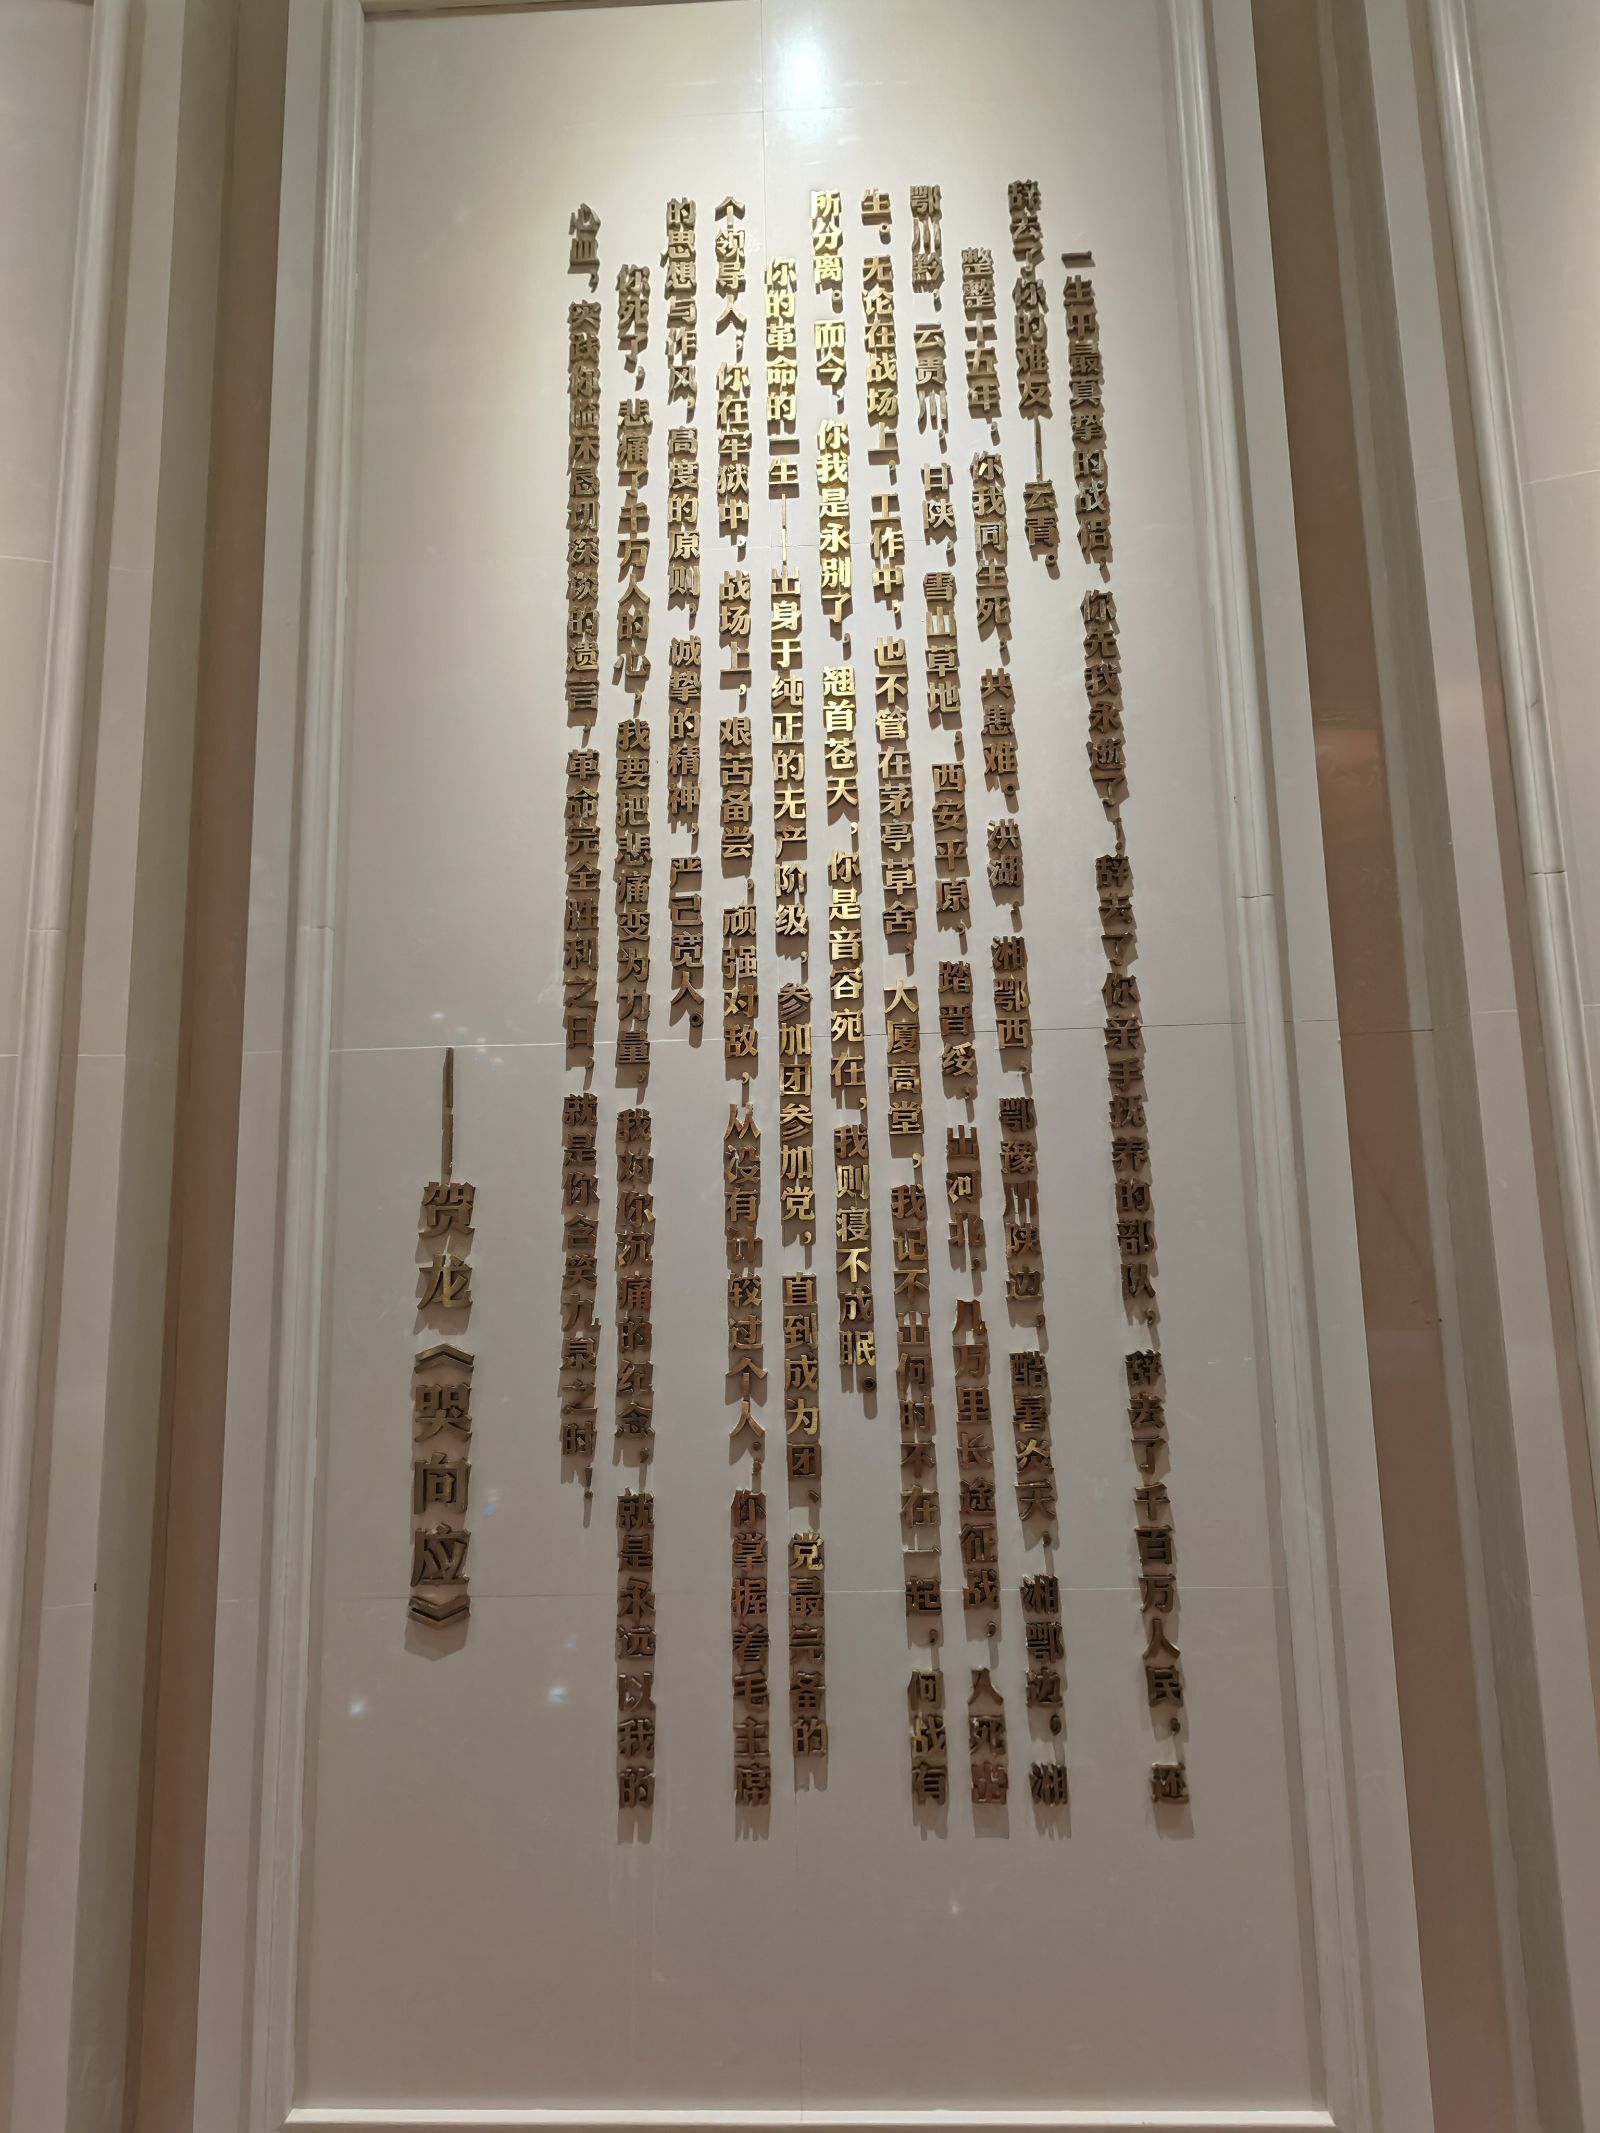 一生中最真挚的战侣，你先我永逝了！辞去了你亲手抚养的部队，辞去了千百万人民，还
辞去了你的难友——云青。
整整十五年，你我同生死，共患难。洪湖，湘鄂西，鄂豫川陕边，酷暑炎天，湘鄂边，湘
鄂川黔，云贵川，甘陕，雪山草地，西安平原，踏晋绥，出河北，几万里长途征战，人死出
生。无论在战场上，工作中，也不管在茅亭草舍，大厦高堂，我记不出何时不在一起，何战有
所分离。而今，你我是永别了，翘首苍天，你是音容宛在，我则寝不成眠。
你的革命的一生——出身于纯正的无产阶级，参加团参加党，直到成为团、党最完备的
个领导人，你在牢狱中，战场上，艰苦备尝，顽强对敌，从没有计较过个人，你掌握着毛主席
的思想与作风，高度的原则，诚挚的精神，严己宽人。
你死了，悲痛了千万人的心，我要把悲痛变为力量，我对你沉痛的纪念，就是永远以我的
心血，实践你临床恳切深谈的遗言，革命完全胜利之日，就是你含笑九泉之时！
——贺龙《哭向应》